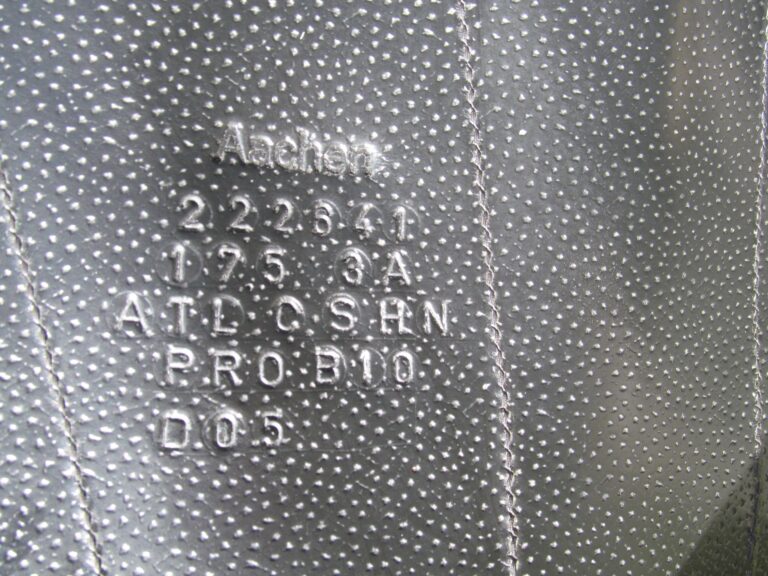 Aachen
222641
175 3A
ATL C SHN
PRO B10
D05